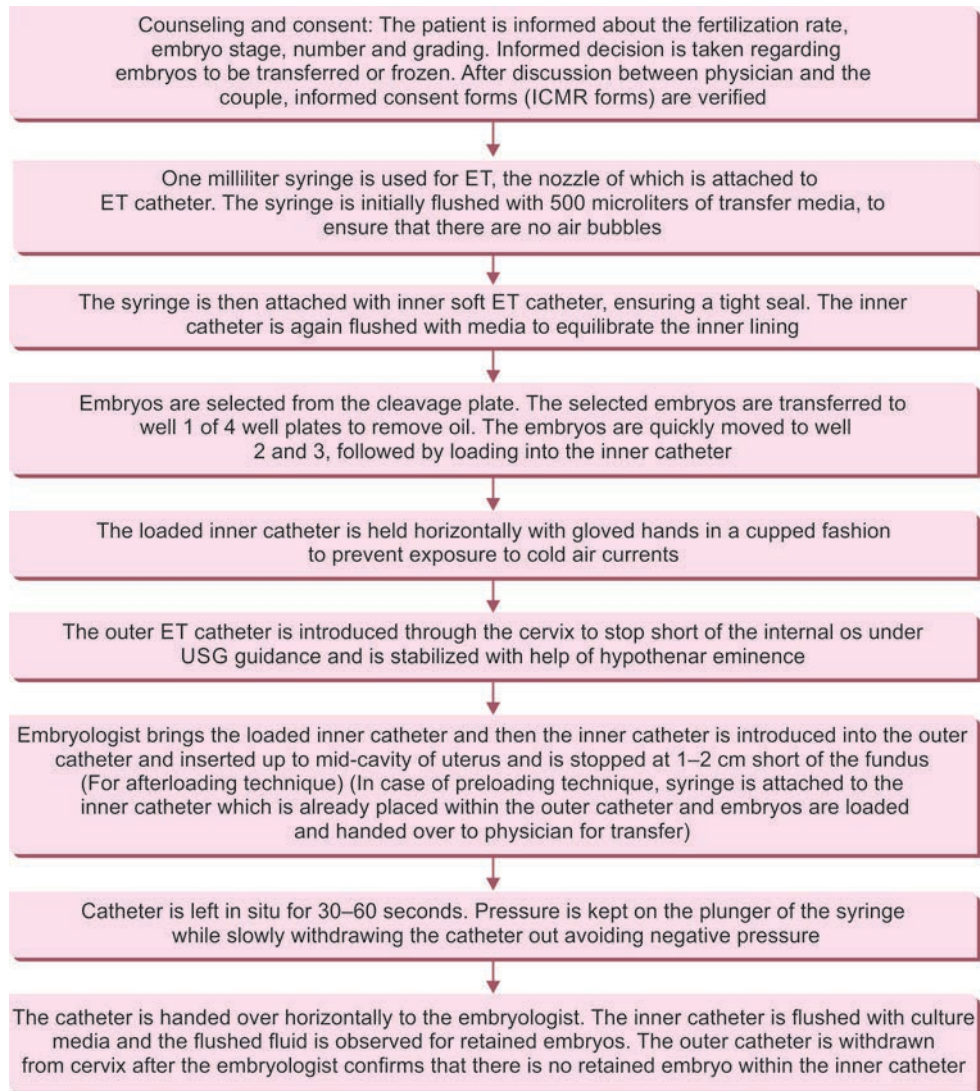 Counseling and consent: The patient is informed about the fertilization rate,
embryo stage, number and grading. Informed decision is taken regarding
embryos to be transferred or frozen. After discussion between physician and the
couple, informed consent forms (ICMR forms) are verified
One milliliter syringe is used for ET, the nozzle of which is attached to
ET catheter. The syringe is initially flushed with 500 microliters of transfer media, to
ensure that there are no air bubbles
The syringe is then attached with inner soft ET catheter, ensuring a tight seal. The inner
catheter is again flushed with media to equilibrate the inner lining
Embryos are selected from the cleavage plate. The selected embryos are transferred to
well 1 of 4 well plates to remove oil. The embryos are quickly moved to well
2 and 3, followed by loading into the inner catheter
The loaded inner catheter is held horizontally with gloved hands in a cupped fashion
to prevent exposure to cold air currents
The outer ET catheter is introduced through the cervix to stop short of the internal os under
USG guidance and is stabilized with help of hypothenar eminence
Embryologist brings the loaded inner catheter and then the inner catheter is introduced into the outer
catheter and inserted up to mid-cavity of uterus and is stopped at 1–2 cm short of the fundus
(For afterloading technique) (In case of preloading technique, syringe is attached to the
inner catheter which is already placed within the outer catheter and embryos are loaded
and handed over to physician for transfer)
Catheter is left in situ for 30–60 seconds. Pressure is kept on the plunger of the syringe
while slowly withdrawing the catheter out avoiding negative pressure
The catheter is handed over horizontally to the embryologist. The inner catheter is flushed with culture
media and the flushed fluid is observed for retained embryos. The outer catheter is withdrawn
from cervix after the embryologist confirms that there is no retained embryo within the inner catheter